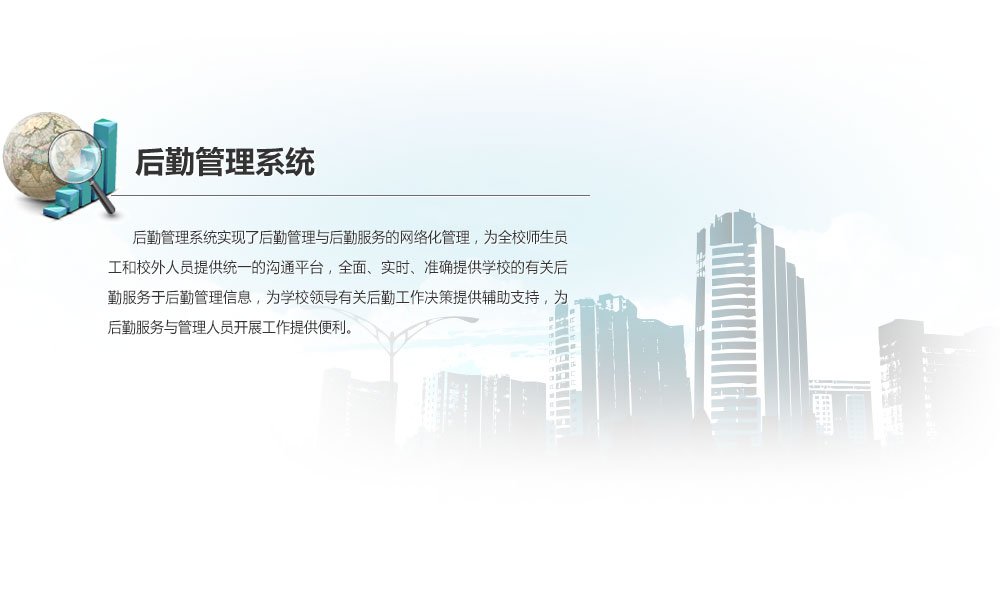 后勤管理系统
后勤管理系统实现了后勤管理与后勤服务的网络化管理，为全校师生员
工和校外人员提供统一的沟通平台，全面、实时、准确提供学校的有关后
勤服务于后勤管理信息，为学校领导有关后勤工作决策提供辅助支持，为
后勤服务与管理人员开展工作提供便利。